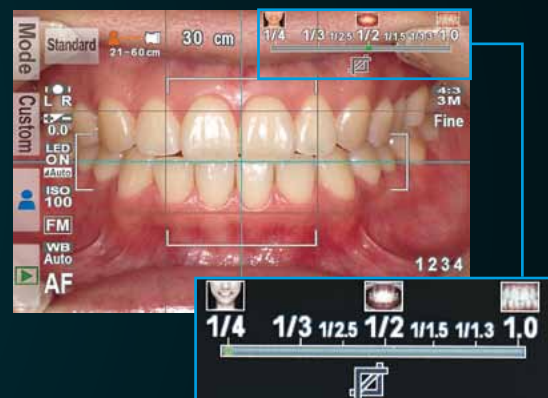 Mode
Custom
Standard
21~60 cm
30 cm
1/4 1/3 1/2.5 1/2 1/1.5 1/1.3 1.0
L R
0.0
LED
ON
Auto
ISO
100
FM
WB
Auto
AF
4:3
3M
Fine
1234
1/4 1/3 1/2.5 1/2 1/1.5 1/1.3 1.0